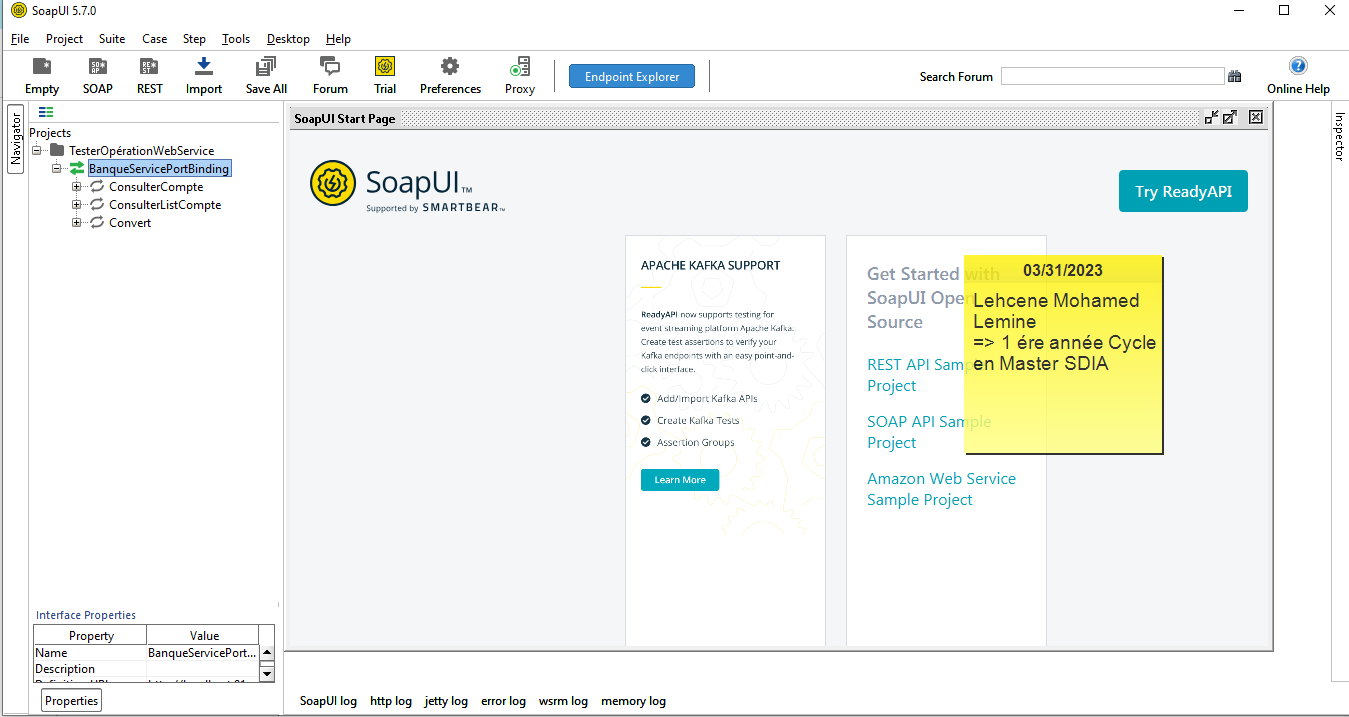 SoapUI 5.7.0
File Project Suite Case Step Tools Desktop Help
Empty SOAP REST Import Save All Forum Trial Preferences Proxy Endpoint Explorer Search Forum Online Help
Navigator
Projects
TesterOpérationWebService
BanqueServicePortBinding
ConsulterCompte
ConsulterListCompte
Convert
SoapUI Start Page
SoapUI™
Supported by SMARTBEAR™
Try ReadyAPI
APACHE KAFKA SUPPORT
ReadyAPI now supports testing for
event streaming platform Apache Kafka.
Create test assertions to verify your
Kafka endpoints with an easy point-and-
click interface.
Add/Import Kafka APIs
Create Kafka Tests
Assertion Groups
Learn More
Get Started with
SoapUI Open
Source
REST API Sample
Project
SOAP API Sample
Project
Amazon Web Service
Sample Project
03/31/2023
Lehcene Mohamed
Lemine
=> 1 ére année Cycle
en Master SDIA
Inspector
Interface Properties
Property Value
Name BanqueServicePort...
Description
Properties
SoapUI log http log jetty log error log wsrm log memory log